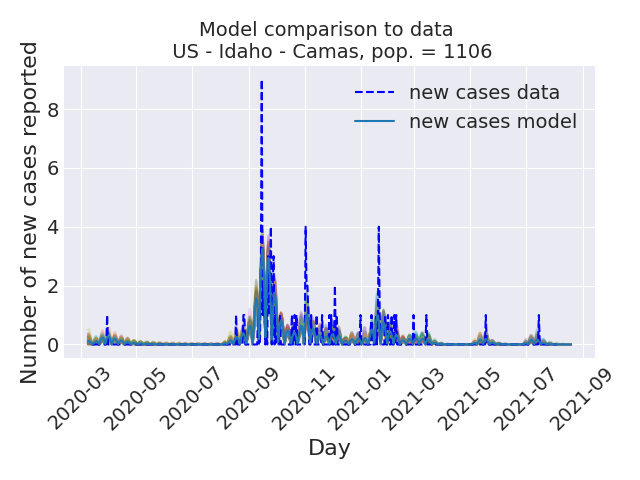 Model comparison to data
US - Idaho - Camas, pop. = 1106
Number of new cases reported
8
6
4
2
0
new cases data
new cases model
2020-03
2020-05
2020-07
2020-09
2020-11
2021-01
2021-03
2021-05
2021-07
2021-09
Day